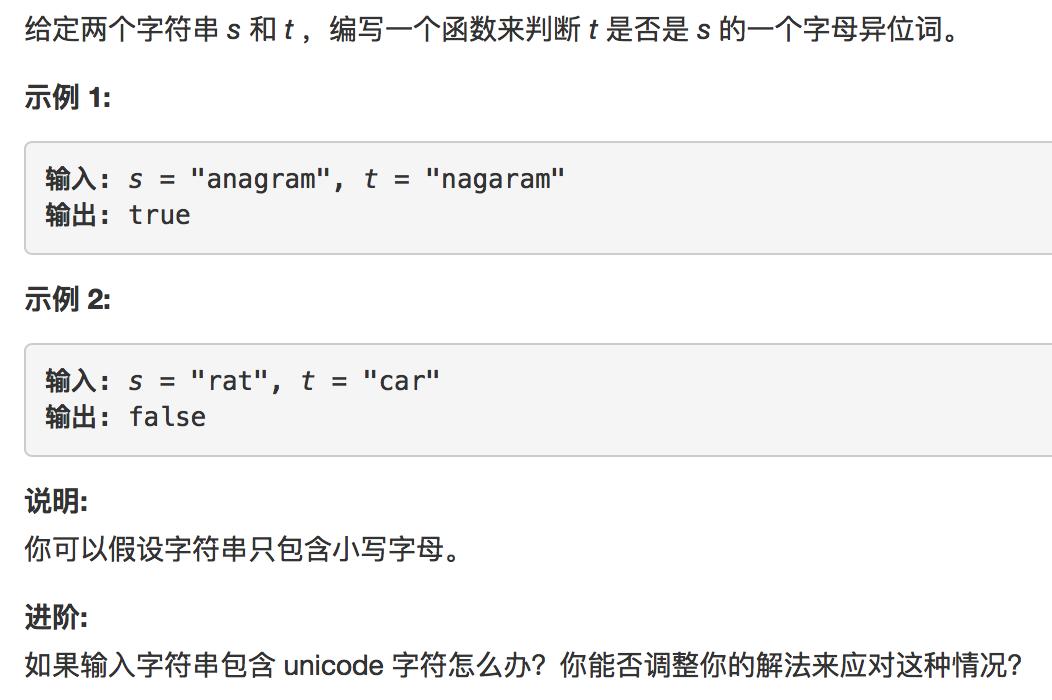 给定两个字符串 s 和 t ，编写一个函数来判断 t 是否是 s 的一个字母异位词。
示例 1:
输入: s = "anagram", t = "nagaram"
输出: true
示例 2:
输入: s = "rat", t = "car"
输出: false
说明:
你可以假设字符串只包含小写字母。
进阶:
如果输入字符串包含 unicode 字符怎么办？你能否调整你的解法来应对这种情况？